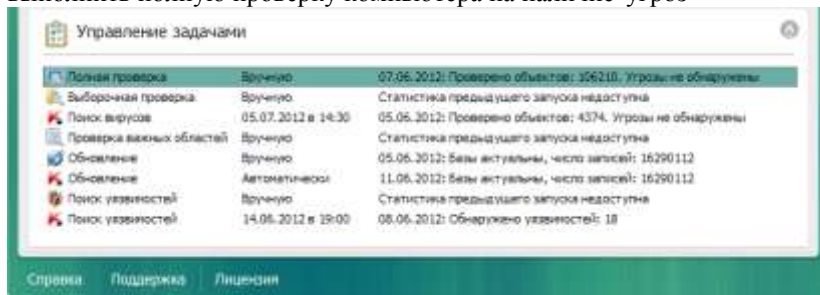 Выполнить полную проверку компьютера на наличие угроз
Управление задачами
Полная проверка Вручную 07.06.2012: Проверено объектов: 106210. Угрозы не обнаружены
Выборочная проверка Вручную Статистика предыдущего запуска недоступна
Поиск вирусов 05.07.2012 в 14:30 05.06.2012: Проверено объектов: 4374. Угрозы не обнаружены
Проверка важных областей Вручную Статистика предыдущего запуска недоступна
Обновление Вручную 05.06.2012: Базы актуальны, число записей: 16290112
Обновление Автоматически 11.06.2012: Базы актуальны, число записей: 16290112
Поиск уязвимостей Вручную Статистика предыдущего запуска недоступна
Поиск уязвимостей 14.06.2012 в 19:00 08.06.2012: Обнаружено уязвимостей: 18
Справка Поддержка Лицензия